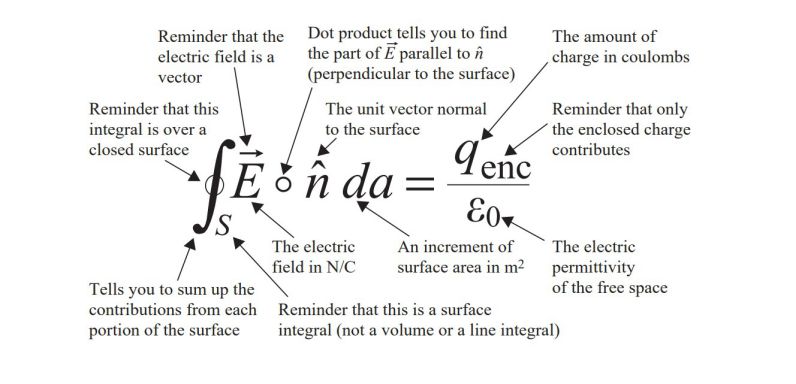 Reminder that the
electric field is a
vector
Dot product tells you to find
the part of E⃗ parallel to n̂
(perpendicular to the surface)
The amount of
charge in coulombs
Reminder that this
integral is over a
closed surface
The unit vector normal
to the surface
Reminder that only
the enclosed charge
contributes
∮S E⃗ ∘ n̂ da = qenc / ε0
The electric
field in N/C
An increment of
surface area in m²
The electric
permittivity
of the free space
Tells you to sum up the
contributions from each
portion of the surface
Reminder that this is a surface
integral (not a volume or a line integral)